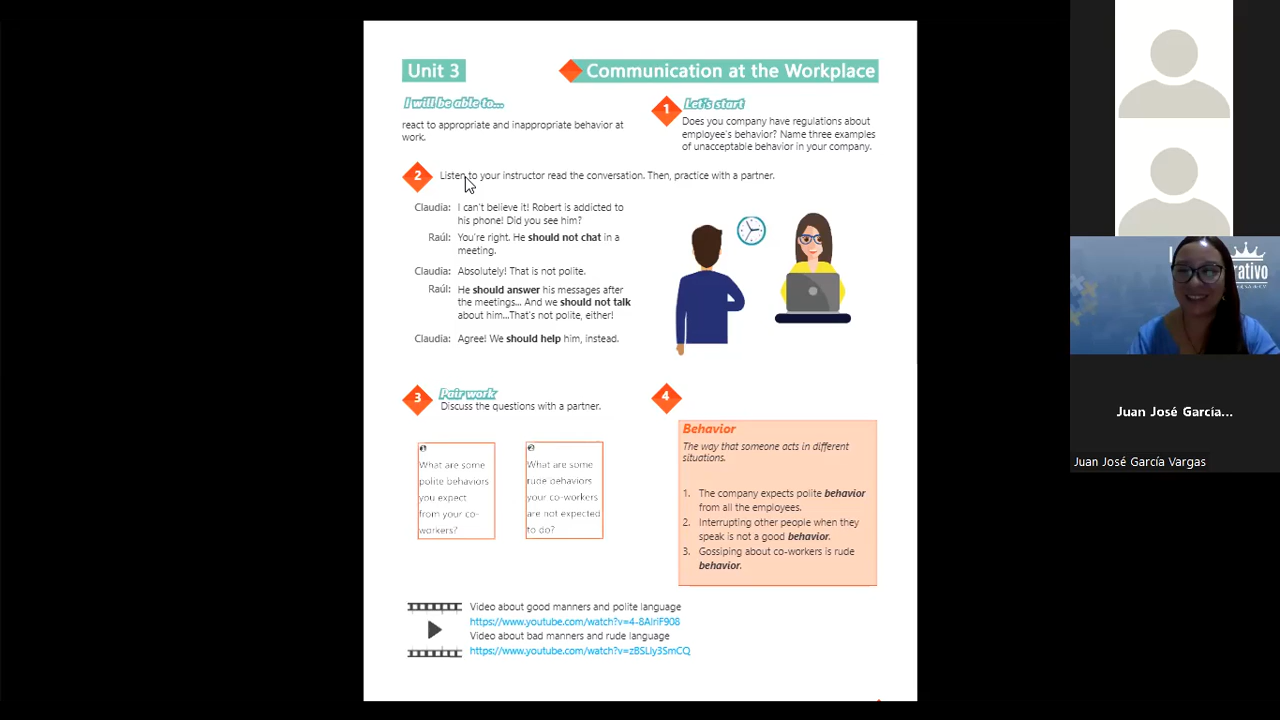 Unit 3
Communication at the Workplace
I will be able to...
react to appropriate and inappropriate behavior at
work.
1
Let's start
Does you company have regulations about
employee's behavior? Name three examples
of unacceptable behavior in your company.
2
Listen to your instructor read the conversation. Then, practice with a partner.
Claudia: I can't believe it! Robert is addicted to
his phone! Did you see him?
Raúl: You're right. He should not chat in a
meeting.
Claudia: Absolutely! That is not polite.
Raúl: He should answer his messages after
the meetings... And we should not talk
about him...That's not polite, either!
Claudia: Agree! We should help him, instead.
3
Pair work
Discuss the questions with a partner.
1
What are some
polite behaviors
you expect
from your co-
workers?
2
What are some
rude behaviors
your co-workers
are not expected
to do?
4
Behavior
The way that someone acts in different
situations.
1. The company expects polite behavior
from all the employees.
2. Interrupting other people when they
speak is not a good behavior.
3. Gossiping about co-workers is rude
behavior.
Video about good manners and polite language
https://www.youtube.com/watch?v=4-8AIriF908
Video about bad manners and rude language
https://www.youtube.com/watch?v=zBSLIy3SmCQ
Juan José García...
Juan José García Vargas